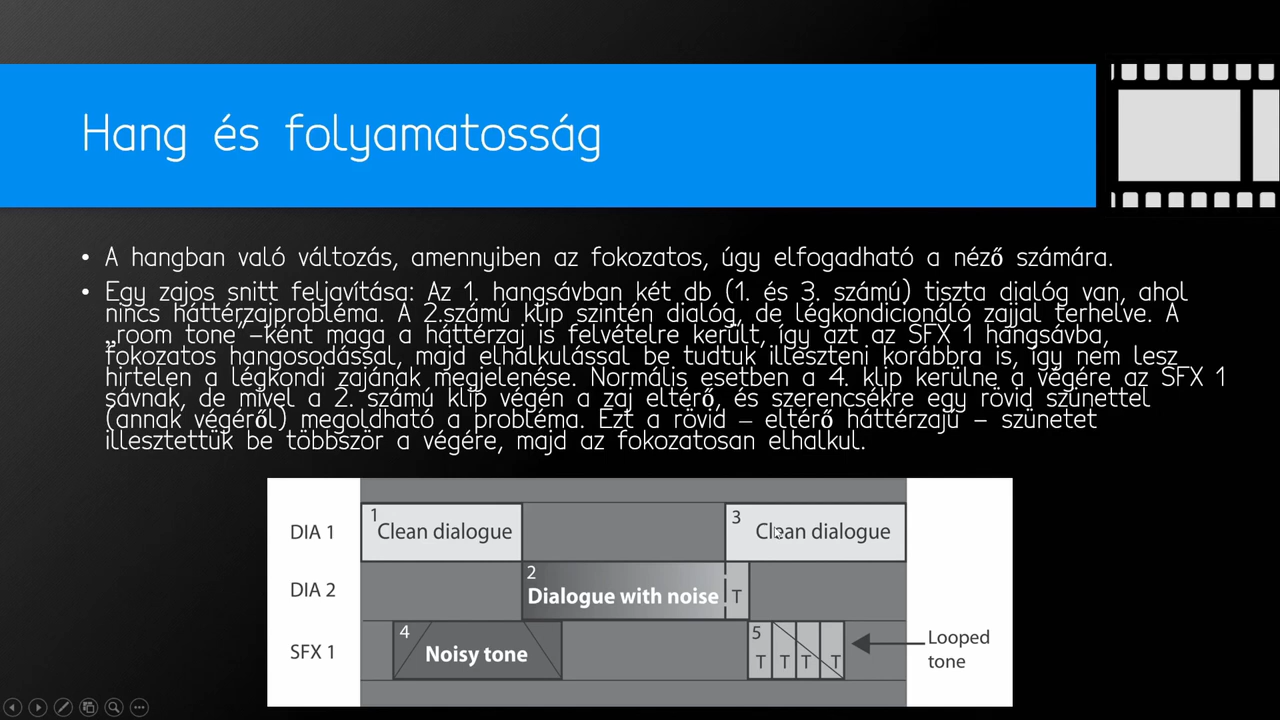 Hang és folyamatosság
• A hangban való változás, amennyiben az fokozatos, úgy elfogadható a néző számára.
• Egy zajos snitt feljavítása: Az 1. hangsávban két db (1. és 3. számú) tiszta dialóg van, ahol
nincs háttérzajprobléma. A 2.számú klip szintén dialóg, de légkondicionáló zajjal terhelve. A
„room tone”-ként maga a háttérzaj is felvételre került, így azt az SFX 1 hangsávba,
fokozatos hangosodással, majd elhalkulással be tudtuk illeszteni korábbra is, így nem lesz
hirtelen a légkondi zajának megjelenése. Normális esetben a 4. klip kerülne a végére az SFX 1
sávnak, de mivel a 2. számú klip végén a zaj eltérő, és szerencsékre egy rövid szünettel
(annak végéről) megoldható a probléma. Ezt a rövid – eltérő háttérzajú – szünetet
illesztettük be többször a végére, majd az fokozatosan elhalkul.
DIA 1
1
Clean dialogue
3
Clean dialogue
DIA 2
2
Dialogue with noise
T
SFX 1
4
Noisy tone
5
T T T T
Looped
tone